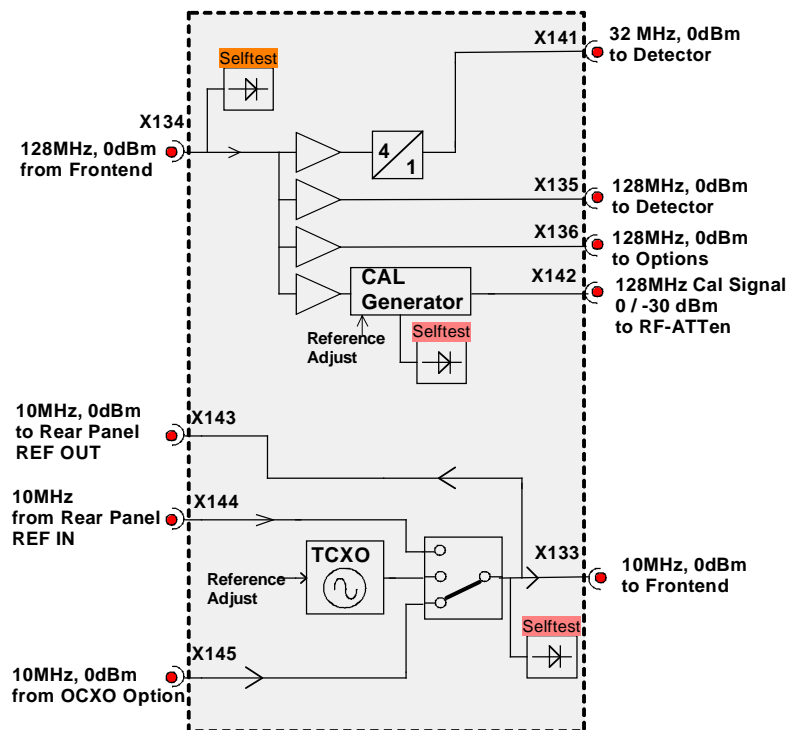 X141
32 MHz, 0dBm
to Detector
Selftest
X134
128MHz, 0dBm
from Frontend
4
1
X135
128MHz, 0dBm
to Detector
X136
128MHz, 0dBm
to Options
CAL
Generator
X142
128MHz Cal Signal
0 / -30 dBm
to RF-ATTen
Reference
Adjust
Selftest
10MHz, 0dBm
to Rear Panel
REF OUT
X143
10MHz
from Rear Panel
REF IN
X144
TCXO
Reference
Adjust
X133
10MHz, 0dBm
to Frontend
Selftest
X145
10MHz, 0dBm
from OCXO Option